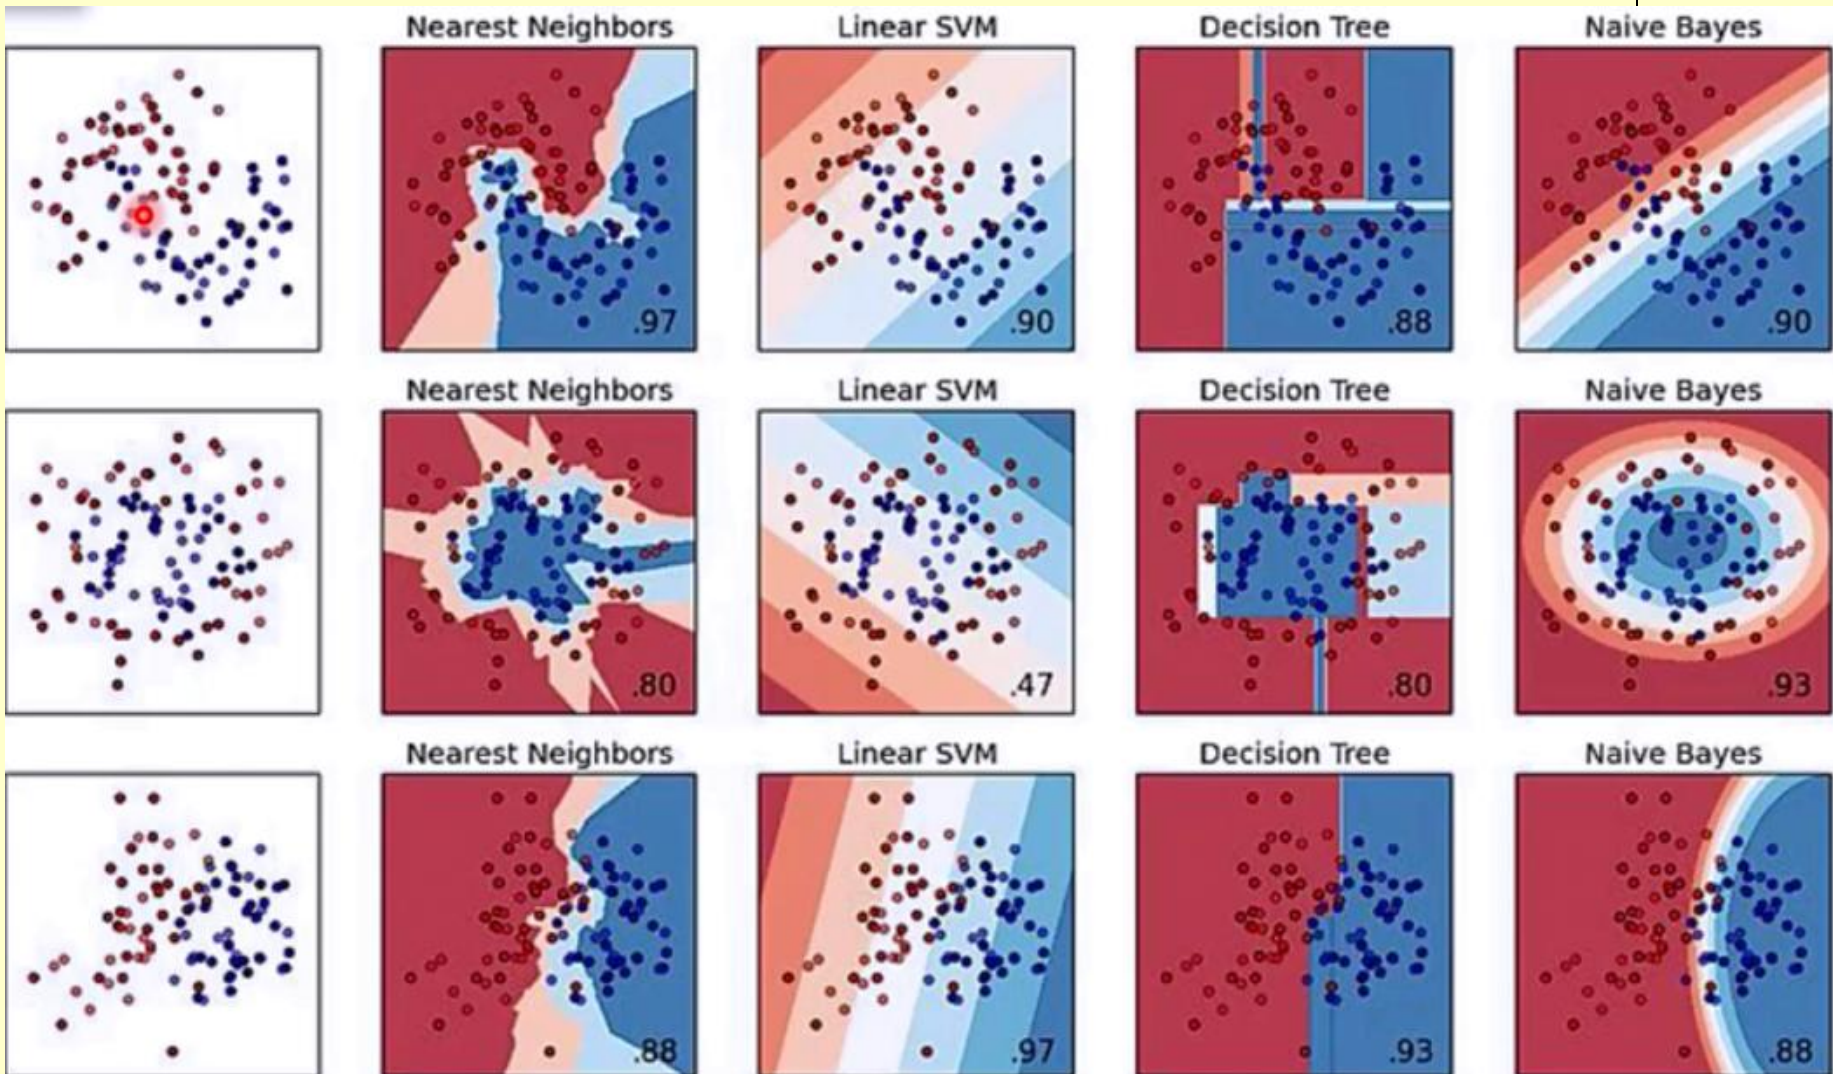 Nearest Neighbors Linear SVM Decision Tree Naive Bayes
.97 .90 .88 .90
Nearest Neighbors Linear SVM Decision Tree Naive Bayes
.80 .47 .80 .93
Nearest Neighbors Linear SVM Decision Tree Naive Bayes
.88 .97 .93 .88